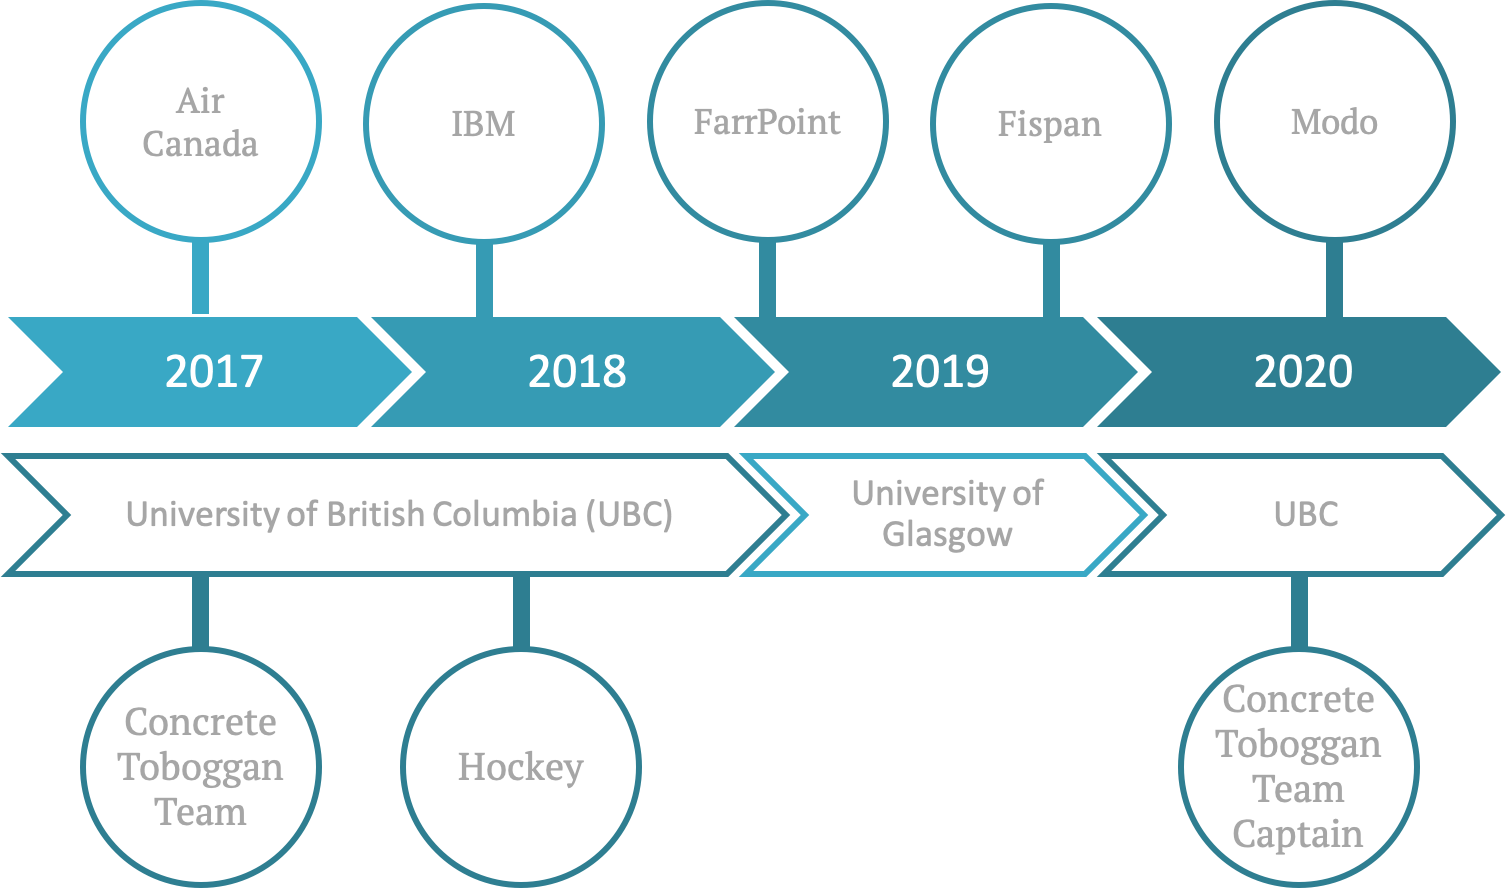 Air
Canada
IBM
FarrPoint
Fispan
Modo
2017
2018
2019
2020
University of British Columbia (UBC)
University of
Glasgow
UBC
Concrete
Toboggan
Team
Hockey
Concrete
Toboggan
Team
Captain